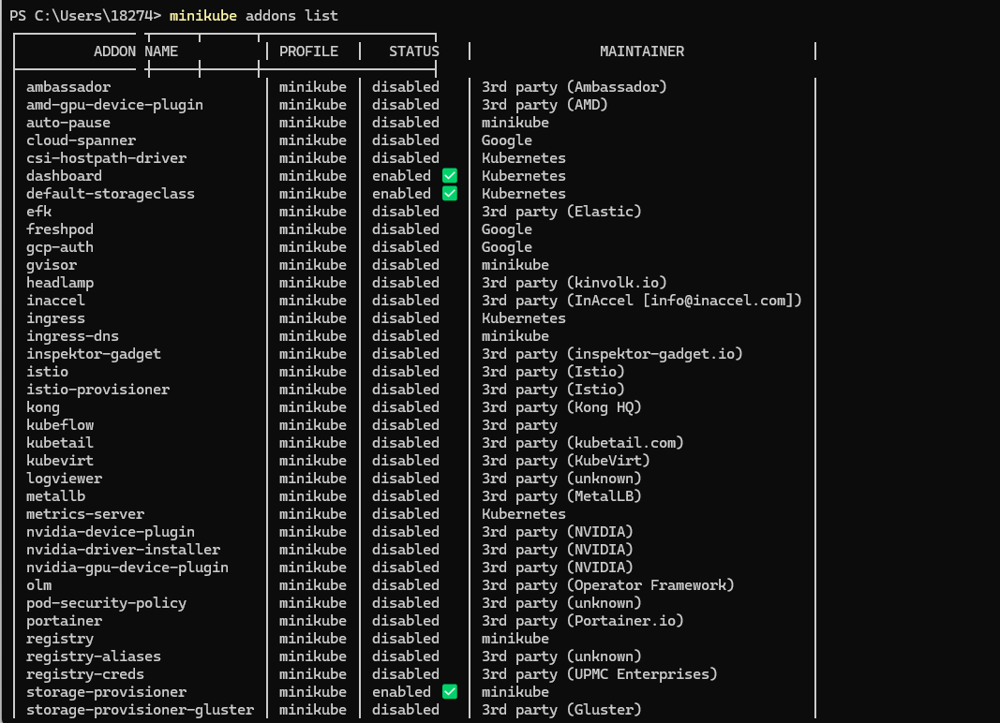 PS C:\Users\18274> minikube addons list
ADDON NAME | PROFILE | STATUS | MAINTAINER |
ambassador | minikube | disabled | 3rd party (Ambassador)
amd-gpu-device-plugin | minikube | disabled | 3rd party (AMD)
auto-pause | minikube | disabled | minikube
cloud-spanner | minikube | disabled | Google
csi-hostpath-driver | minikube | disabled | Kubernetes
dashboard | minikube | enabled ✅ | Kubernetes
default-storageclass | minikube | enabled ✅ | Kubernetes
efk | minikube | disabled | 3rd party (Elastic)
freshpod | minikube | disabled | Google
gcp-auth | minikube | disabled | Google
gvisor | minikube | disabled | minikube
headlamp | minikube | disabled | 3rd party (kinvolk.io)
inaccel | minikube | disabled | 3rd party (InAccel [info@inaccel.com])
ingress | minikube | disabled | Kubernetes
ingress-dns | minikube | disabled | minikube
inspektor-gadget | minikube | disabled | 3rd party (inspektor-gadget.io)
istio | minikube | disabled | 3rd party (Istio)
istio-provisioner | minikube | disabled | 3rd party (Istio)
kong | minikube | disabled | 3rd party (Kong HQ)
kubeflow | minikube | disabled | 3rd party
kubetail | minikube | disabled | 3rd party (kubetail.com)
kubevirt | minikube | disabled | 3rd party (KubeVirt)
logviewer | minikube | disabled | 3rd party (unknown)
metallb | minikube | disabled | 3rd party (MetalLB)
metrics-server | minikube | disabled | Kubernetes
nvidia-device-plugin | minikube | disabled | 3rd party (NVIDIA)
nvidia-driver-installer | minikube | disabled | 3rd party (NVIDIA)
nvidia-gpu-device-plugin | minikube | disabled | 3rd party (NVIDIA)
olm | minikube | disabled | 3rd party (Operator Framework)
pod-security-policy | minikube | disabled | 3rd party (unknown)
portainer | minikube | disabled | 3rd party (Portainer.io)
registry | minikube | disabled | minikube
registry-aliases | minikube | disabled | 3rd party (unknown)
registry-creds | minikube | disabled | 3rd party (UPMC Enterprises)
storage-provisioner | minikube | enabled ✅ | minikube
storage-provisioner-gluster | minikube | disabled | 3rd party (Gluster)